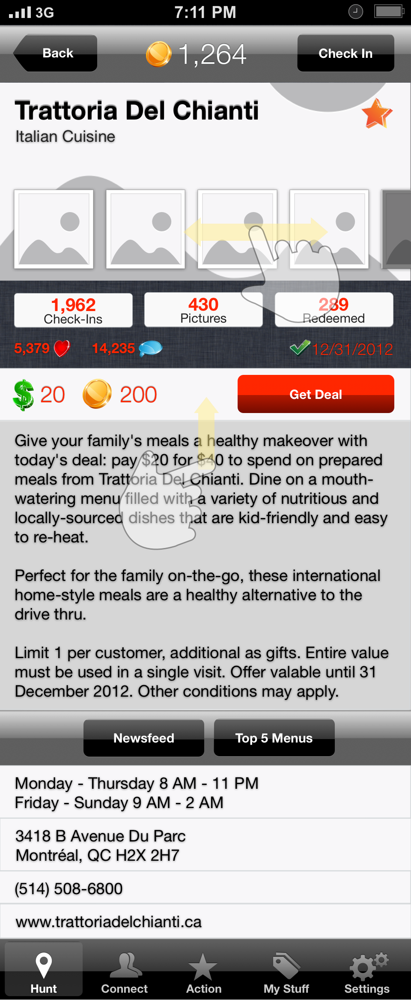 3G 7:11 PM
Back 1,264 Check In
Trattoria Del Chianti
Italian Cuisine
1,962 430 289
Check-Ins Pictures Redeemed
5,379 14,235 12/31/2012
$ 20 200 Get Deal
Give your family's meals a healthy makeover with
today's deal: pay $20 for $40 to spend on prepared
meals from Trattoria Del Chianti. Dine on a mouth-
watering menu filled with a variety of nutritious and
locally-sourced dishes that are kid-friendly and easy
to re-heat.
Perfect for the family on-the-go, these international
home-style meals are a healthy alternative to the
drive thru.
Limit 1 per customer, additional as gifts. Entire value
must be used in a single visit. Offer valable until 31
December 2012. Other conditions may apply.
Newsfeed Top 5 Menus
Monday - Thursday 8 AM - 11 PM
Friday - Sunday 9 AM - 2 AM
3418 B Avenue Du Parc
Montréal, QC H2X 2H7
(514) 508-6800
www.trattoriadelchianti.ca
Hunt Connect Action My Stuff Settings